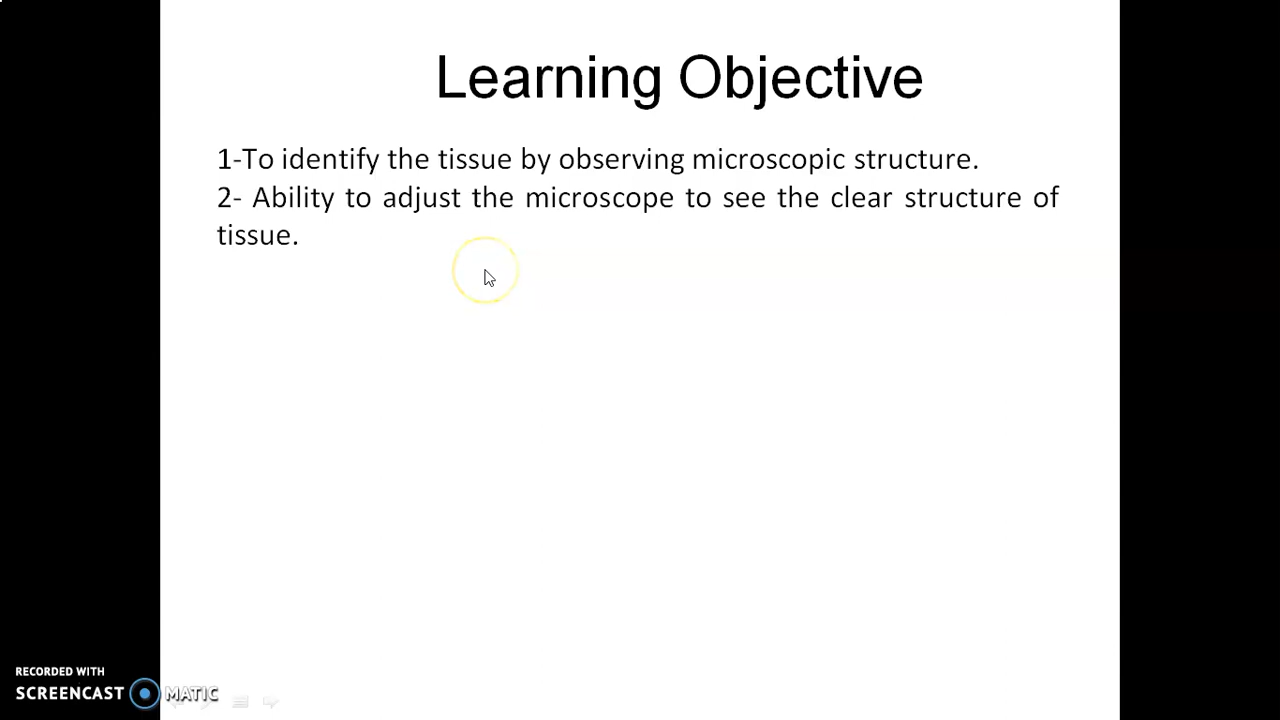 Learning Objective
1-To identify the tissue by observing microscopic structure.
2- Ability to adjust the microscope to see the clear structure of
tissue.
RECORDED WITH
SCREENCAST MATIC